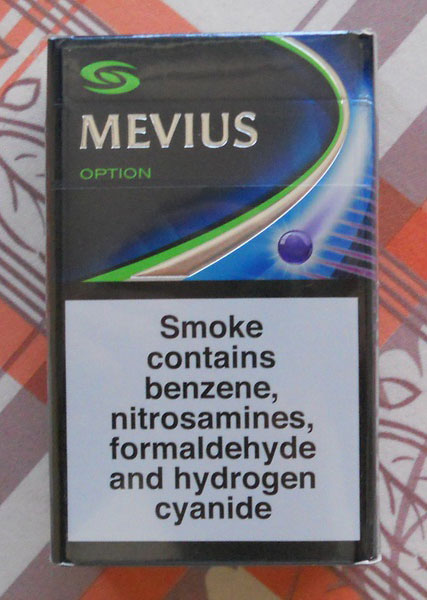 MEVIUS
OPTION
Smoke
contains
benzene,
nitrosamines,
formaldehyde
and hydrogen
cyanide